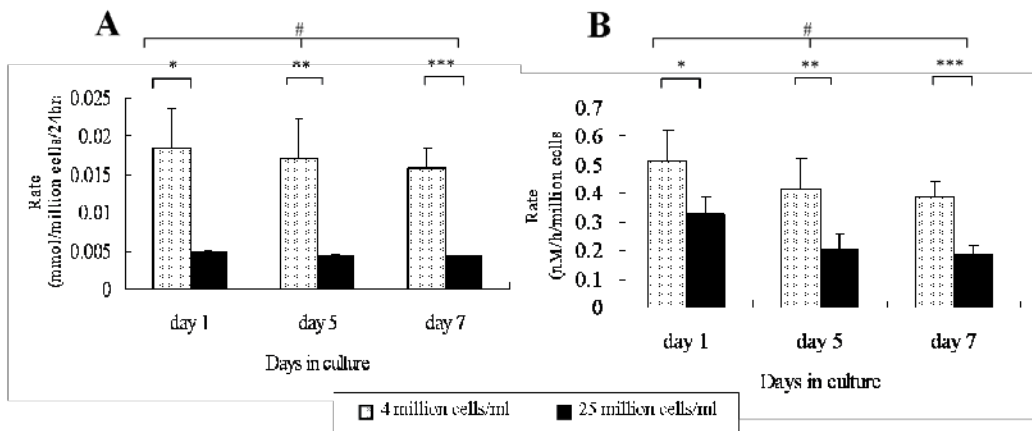 A
#
* ** ***
0.025
0.02
0.015
0.01
0.005
0
Rate
(mmol/million cells/24hr
day 1 day 5 day 7
Days in culture
B
#
* ** ***
0.7
0.6
0.5
0.4
0.3
0.2
0.1
0
Rate
(nM/h/million cells
day 1 day 5 day 7
Days in culture
4 million cells/ml 25 million cells/ml